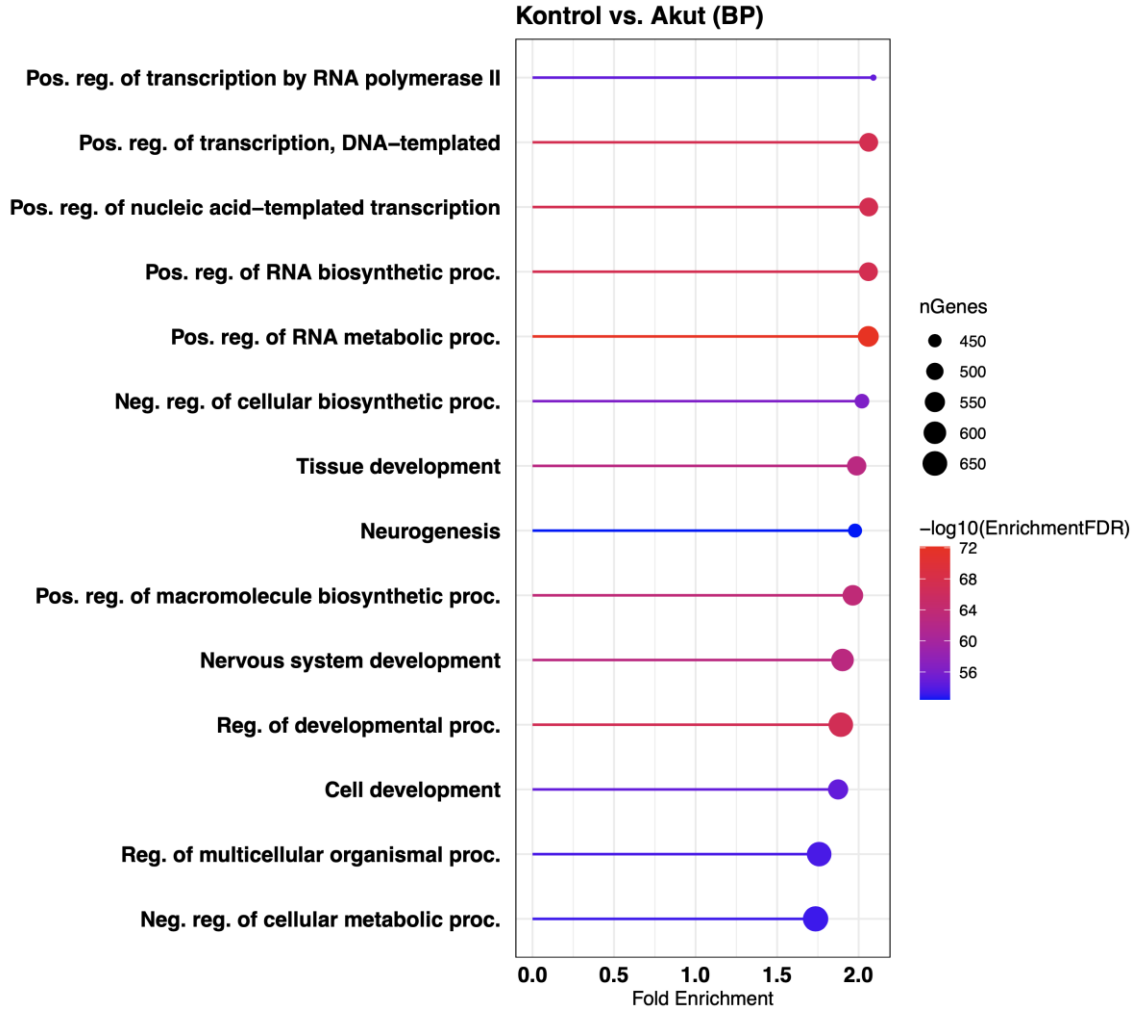 Kontrol vs. Akut (BP)
Pos. reg. of transcription by RNA polymerase II
Pos. reg. of transcription, DNA−templated
Pos. reg. of nucleic acid−templated transcription
Pos. reg. of RNA biosynthetic proc.
Pos. reg. of RNA metabolic proc.
Neg. reg. of cellular biosynthetic proc.
Tissue development
Neurogenesis
Pos. reg. of macromolecule biosynthetic proc.
Nervous system development
Reg. of developmental proc.
Cell development
Reg. of multicellular organismal proc.
Neg. reg. of cellular metabolic proc.
0.0 0.5 1.0 1.5 2.0
Fold Enrichment
nGenes
450
500
550
600
650
−log10(EnrichmentFDR)
72
68
64
60
56